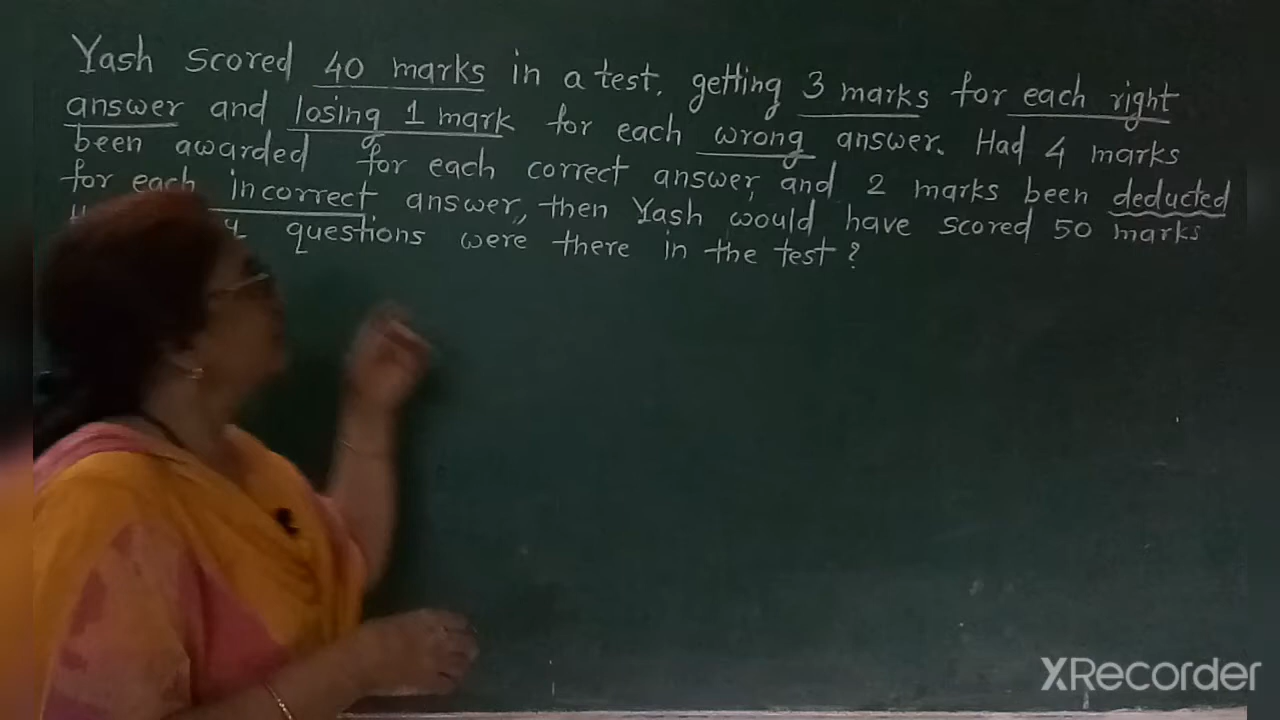 Yash scored 40 marks in a test, getting 3 marks for each right
answer and losing 1 mark for each wrong answer. Had 4 marks
been awarded for each correct answer, and 2 marks been deducted
for each incorrect answer, then Yash would have scored 50 marks
questions were there in the test?
XRecorder